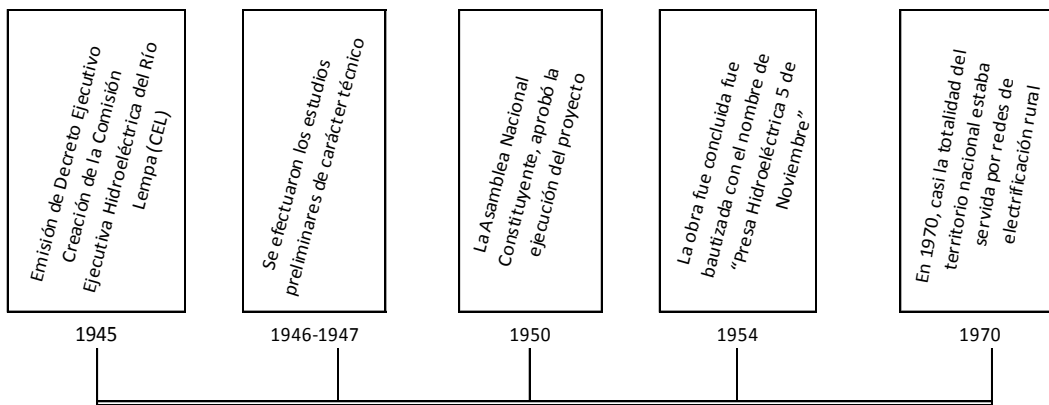 Emisión de Decreto Ejecutivo
Creación de la Comisión
Ejecutiva Hidroeléctrica del Río
Lempa (CEL)
1945
Se efectuaron los estudios
preliminares de carácter técnico
1946-1947
La Asamblea Nacional
Constituyente, aprobó la
ejecución del proyecto
1950
La obra fue concluida fue
bautizada con el nombre de
“Presa Hidroeléctrica 5 de
Noviembre”
1954
En 1970, casi la totalidad del
territorio nacional estaba
servida por redes de
electrificación rural
1970